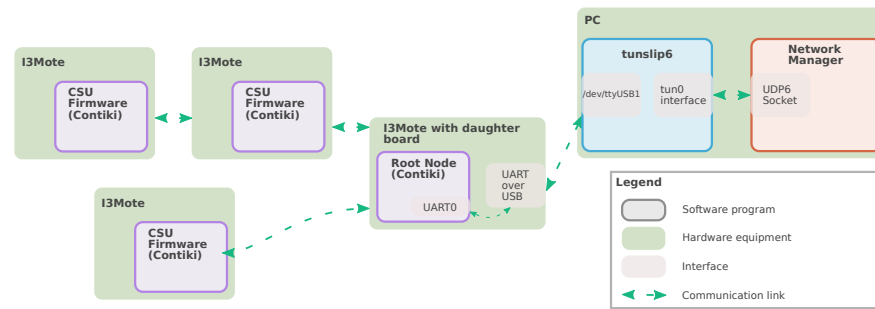 I3Mote
CSU
Firmware
(Contiki)
I3Mote
CSU
Firmware
(Contiki)
I3Mote
CSU
Firmware
(Contiki)
I3Mote with daughter
board
Root Node
(Contiki)
UART0
UART
over
USB
PC
tunslip6
/dev/ttyUSB1
tun0
interface
Network
Manager
UDP6
Socket
Legend
Software program
Hardware equipment
Interface
Communication link